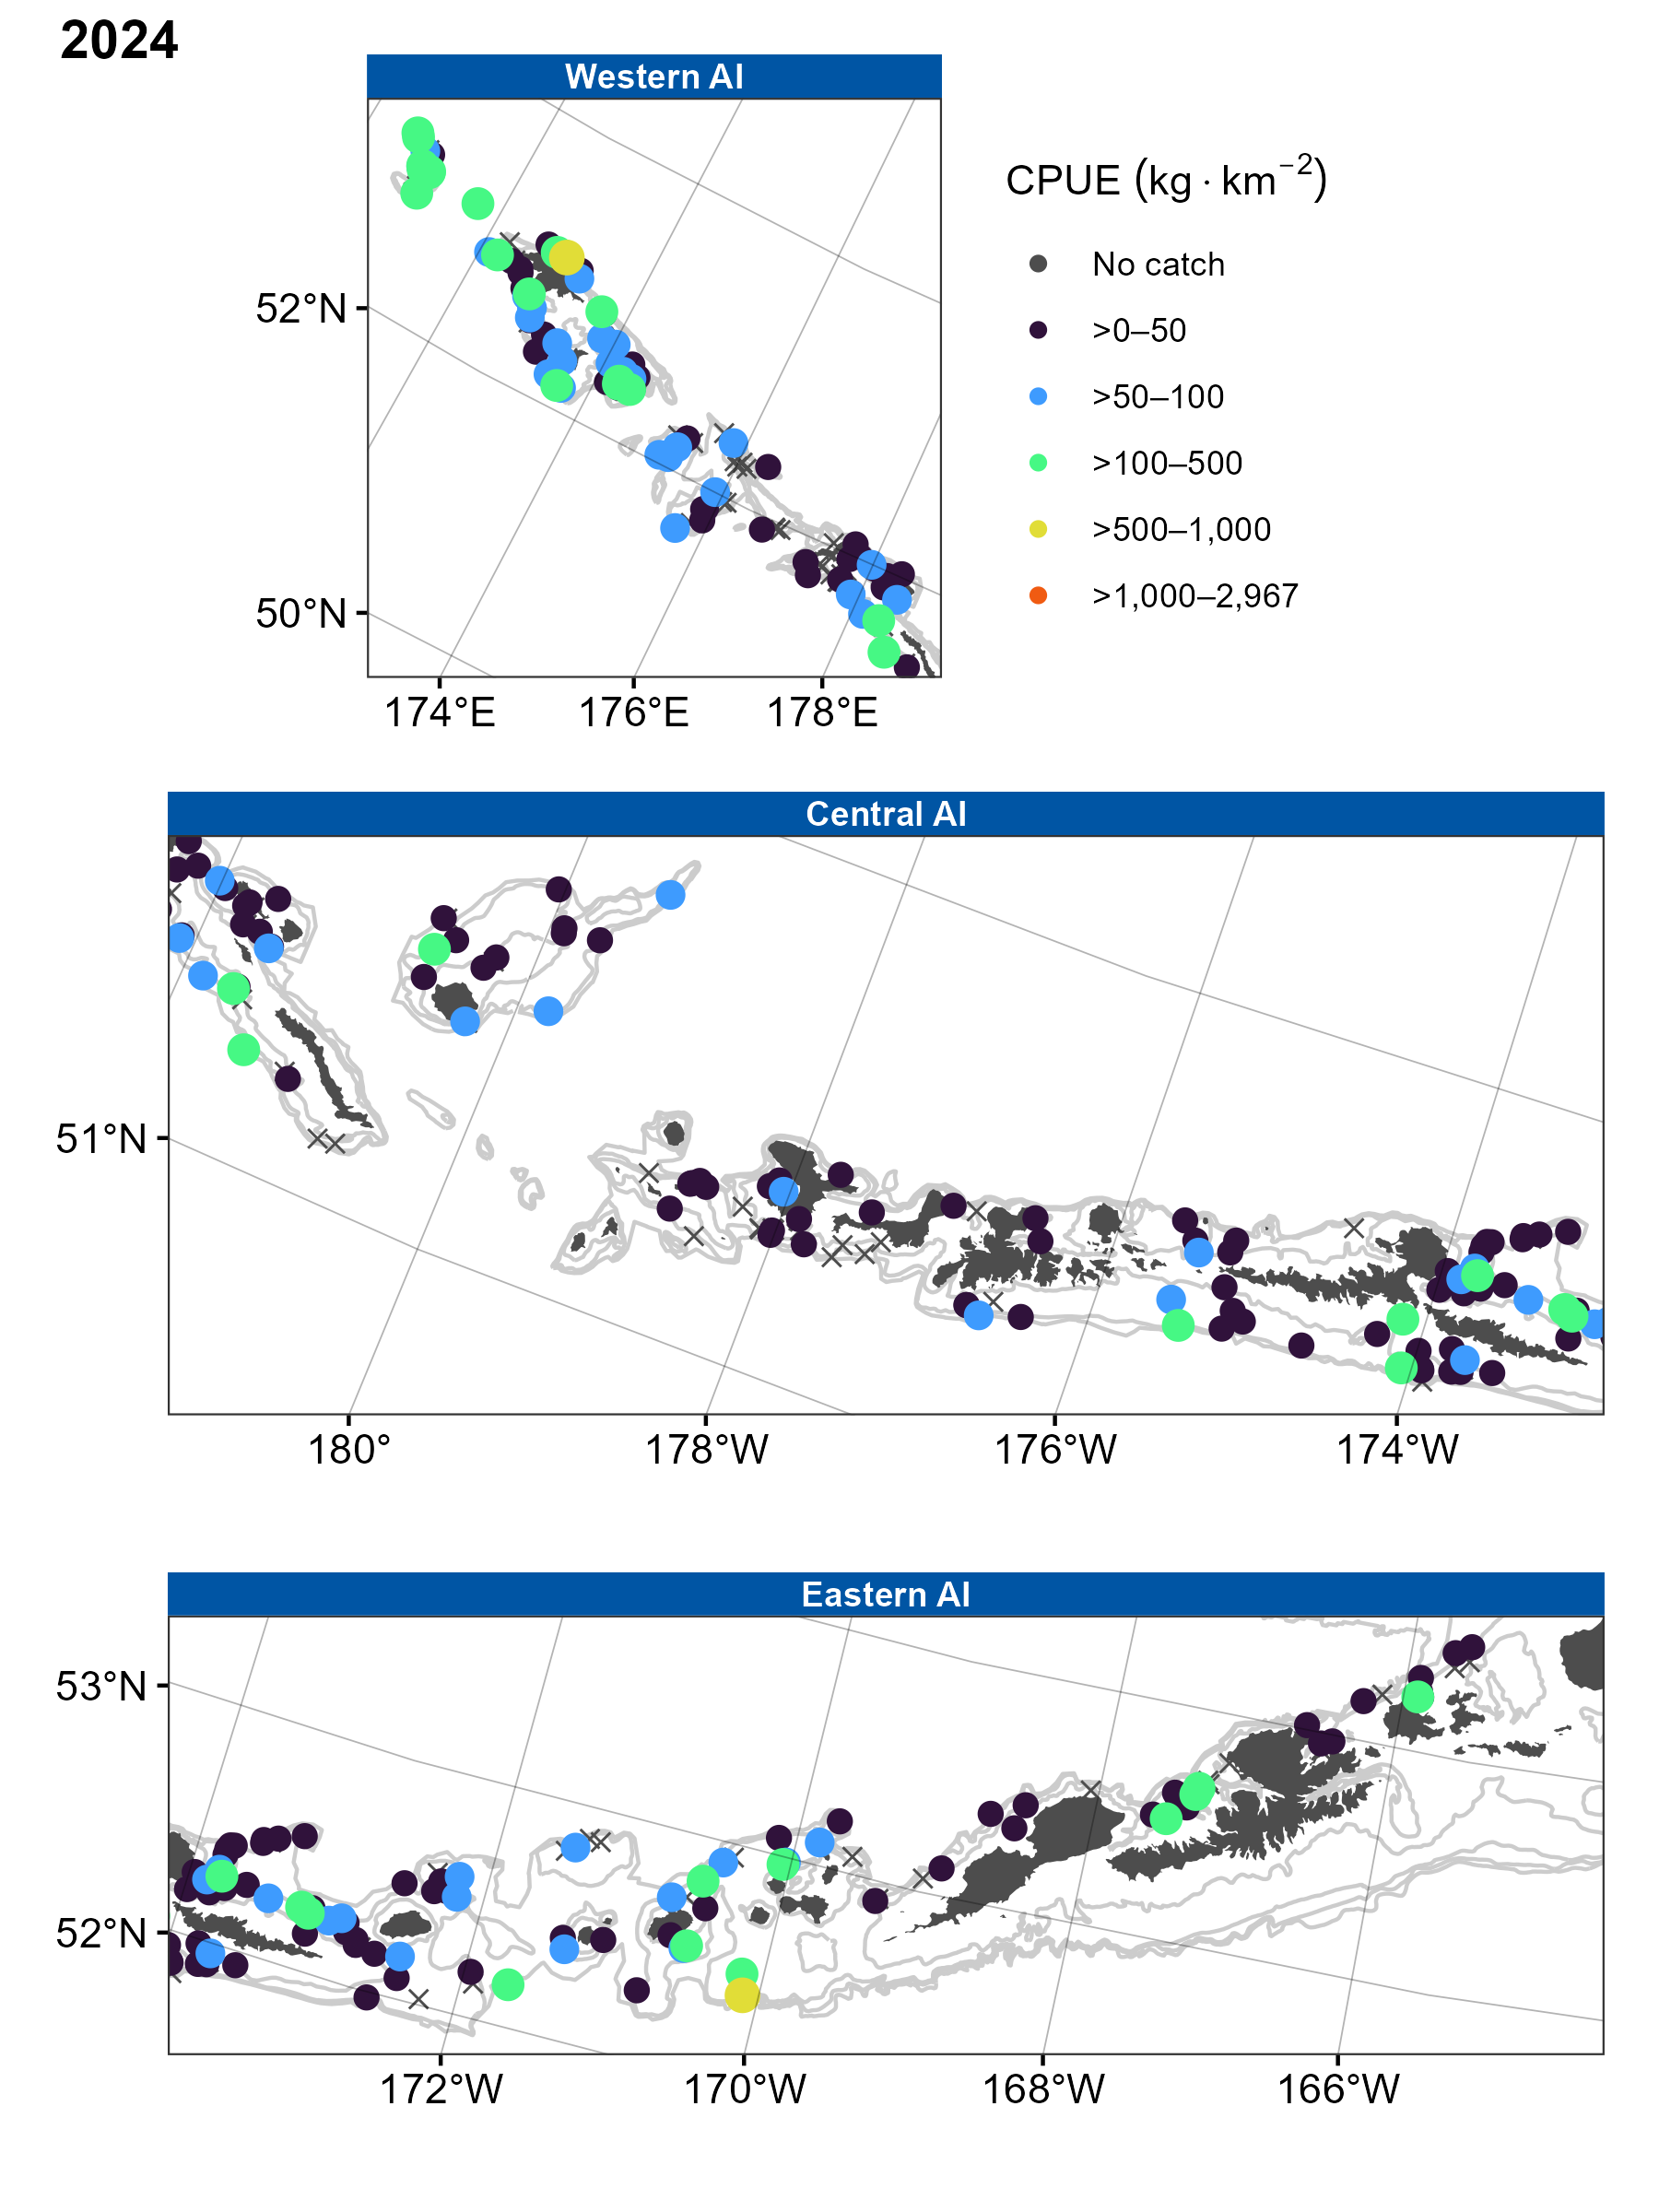 2024
Western AI
CPUE (kg · km⁻²)
No catch
>0–50
>50–100
>100–500
>500–1,000
>1,000–2,967
52°N
50°N
174°E 176°E 178°E
Central AI
51°N
180° 178°W 176°W 174°W
Eastern AI
53°N
52°N
172°W 170°W 168°W 166°W